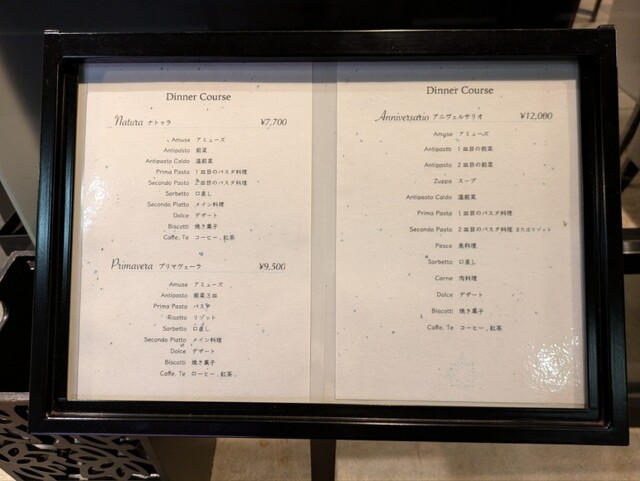 Dinner Course
Natura ナトゥラ ¥7,700
Amuse アミューズ
Antipasto 前菜
Antipasto Caldo 温前菜
Prima Pasta 1皿目のパスタ料理
Secondo Pasta 2皿目のパスタ料理
Sorbetto 口直し
Secondo Piatto メイン料理
Dolce デザート
Biscotti 焼き菓子
Caffe, Te コーヒー, 紅茶
Primavera プリマヴェーラ ¥9,500
Amuse アミューズ
Antipasto 前菜3皿
Prima Pasta パスタ
Risotto リゾット
Sorbetto 口直し
Secondo Piatto メイン料理
Dolce デザート
Biscotti 焼き菓子
Caffe, Te コーヒー, 紅茶
Dinner Course
Anniversario アニヴェルサリオ ¥12,000
Amuse アミューズ
Antipasto 1皿目の前菜
Antipasto 2皿目の前菜
Zuppa スープ
Antipasto Caldo 温前菜
Prima Pasta 1皿目のパスタ料理
Secondo Pasta 2皿目のパスタ料理 またはリゾット
Pesce 魚料理
Sorbetto 口直し
Carne 肉料理
Dolce デザート
Biscotti 焼き菓子
Caffe, Te コーヒー, 紅茶